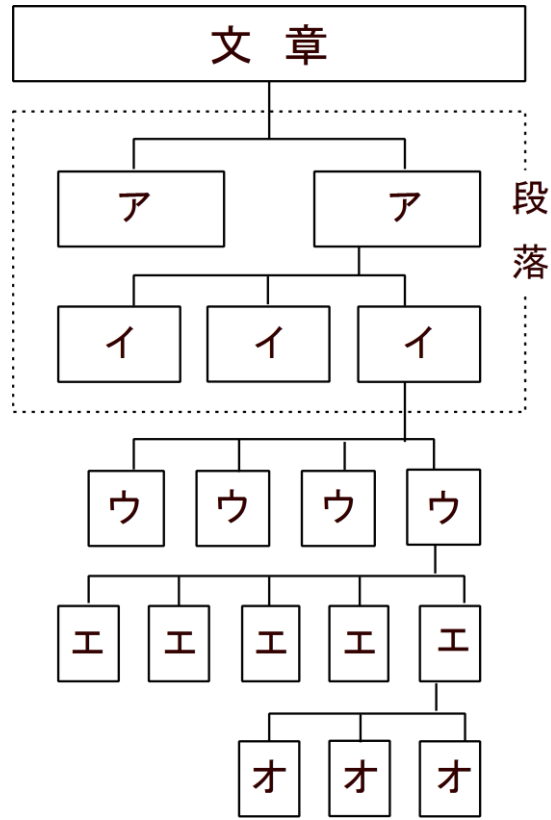 文章
ア ア
段落
イ イ イ
ウ ウ ウ ウ
エ エ エ エ エ
オ オ オ